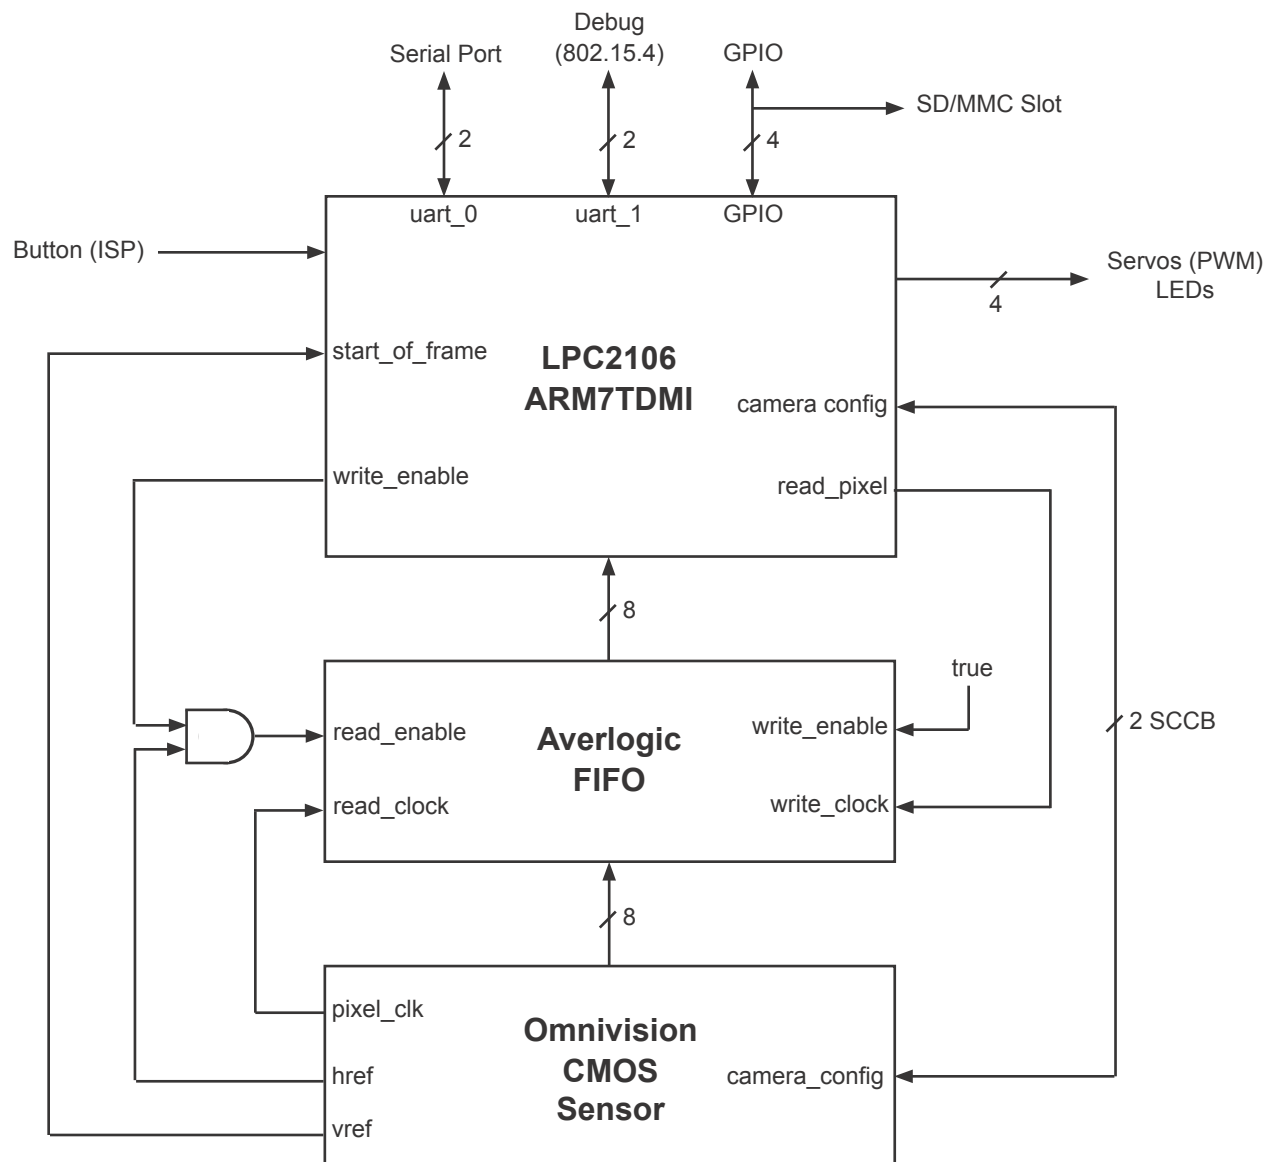 Debug
(802.15.4)
Serial Port
GPIO
SD/MMC Slot
2
2
4
uart_0
uart_1
GPIO
Button (ISP)
Servos (PWM)
LEDs
4
start_of_frame
LPC2106
ARM7TDMI
camera config
write_enable
read_pixel
8
true
read_enable
Averlogic
FIFO
write_enable
2 SCCB
read_clock
write_clock
8
pixel_clk
Omnivision
CMOS
Sensor
href
camera_config
vref